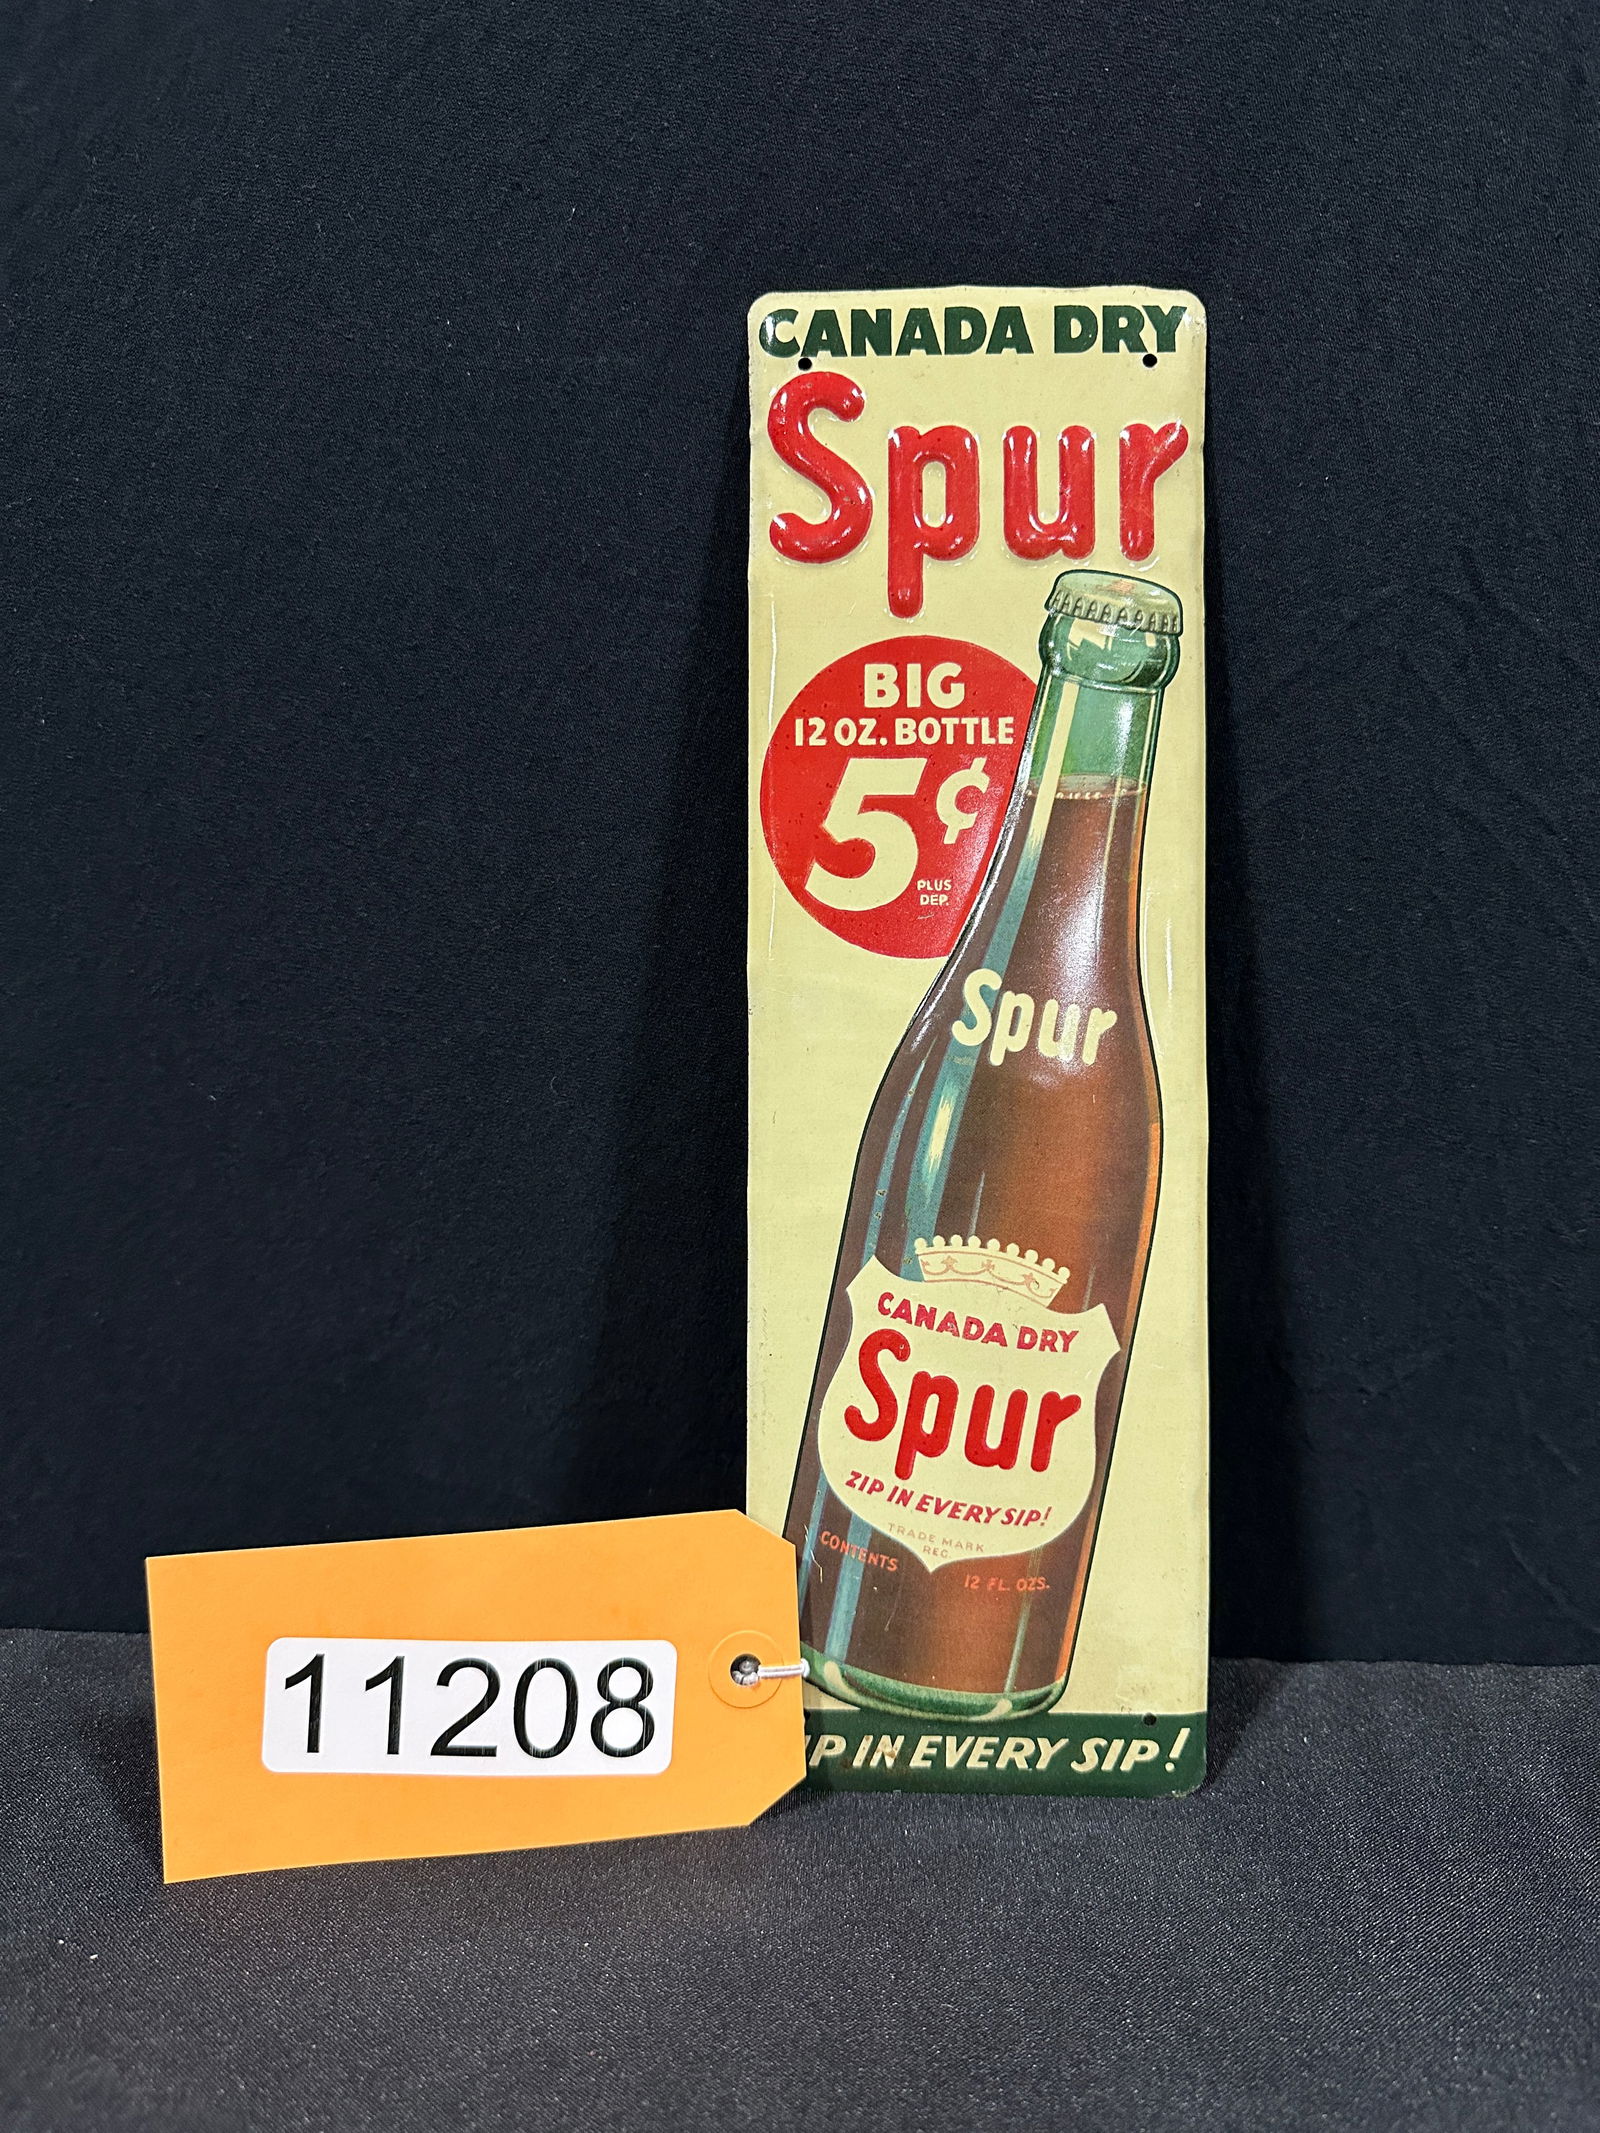 CANADA DRY
Spur
BIG
12 OZ. BOTTLE
5¢
PLUS
DEP.
Spur
CANADA DRY
Spur
ZIP IN EVERY SIP!
TRADE MARK
REG.
CONTENTS
12 FL. OZS.
IP IN EVERY SIP!
11208